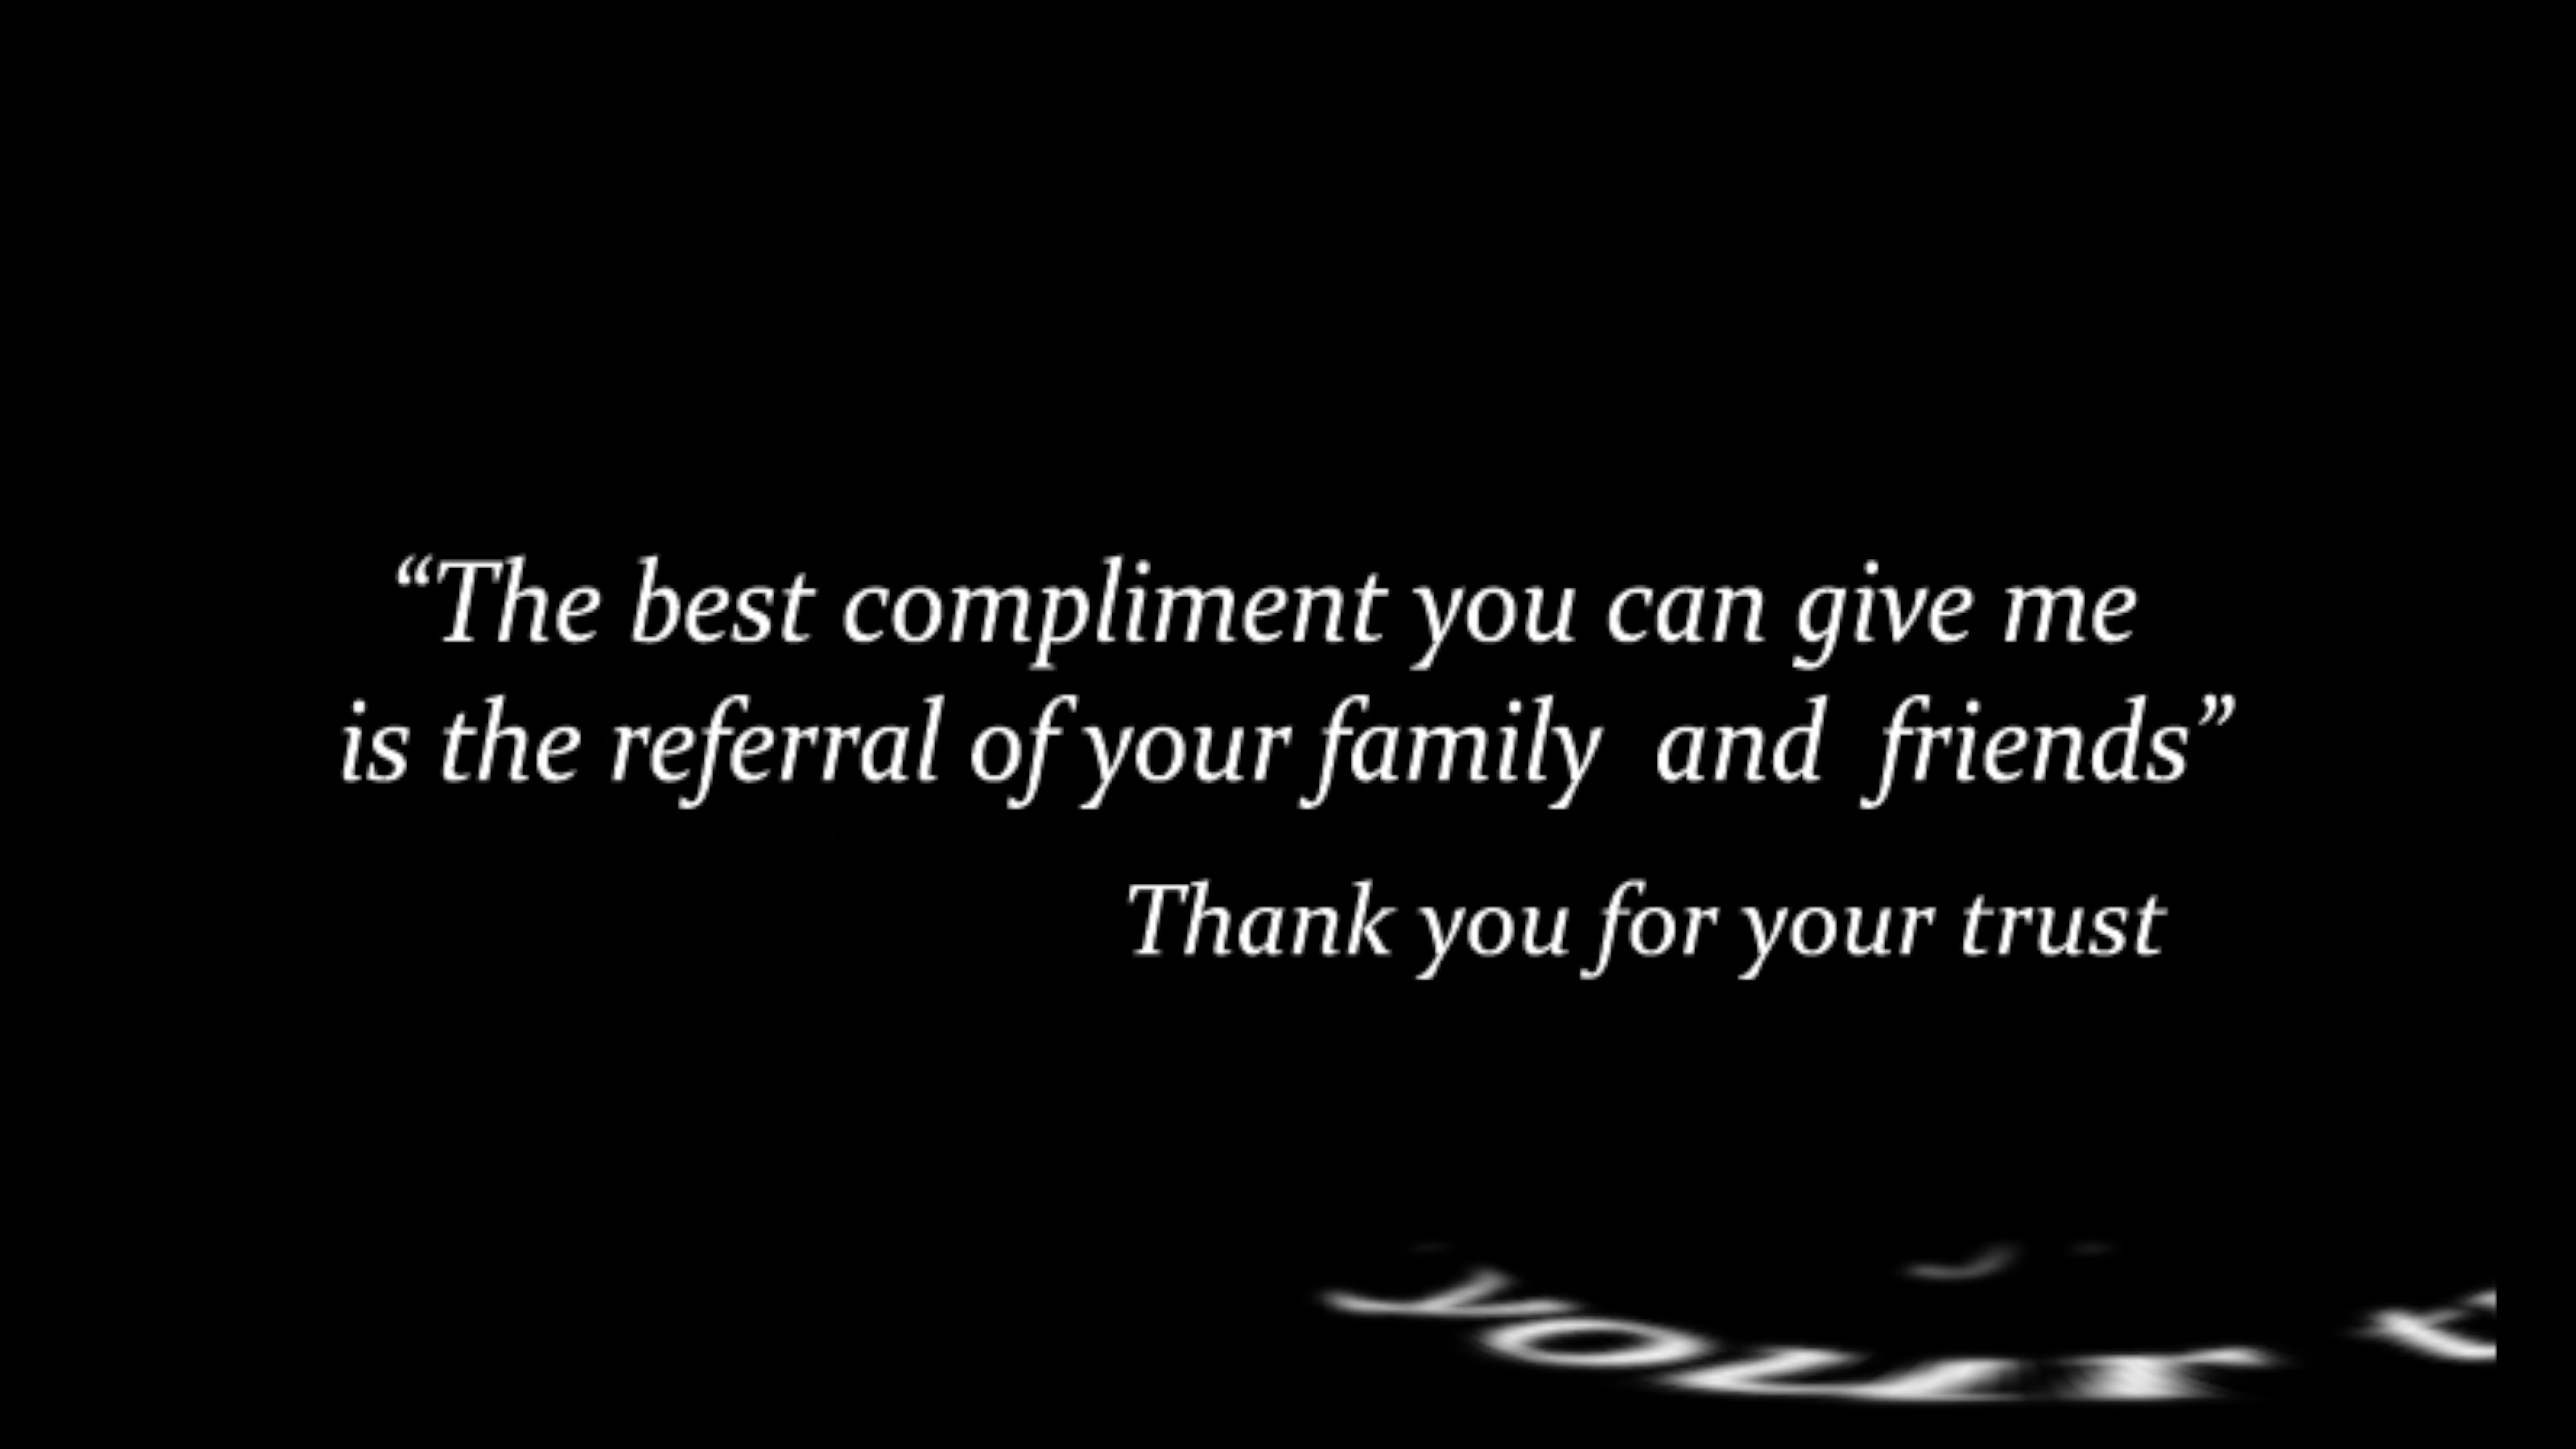 “The best compliment you can give me
is the referral of your family and friends”
Thank you for your trust
your